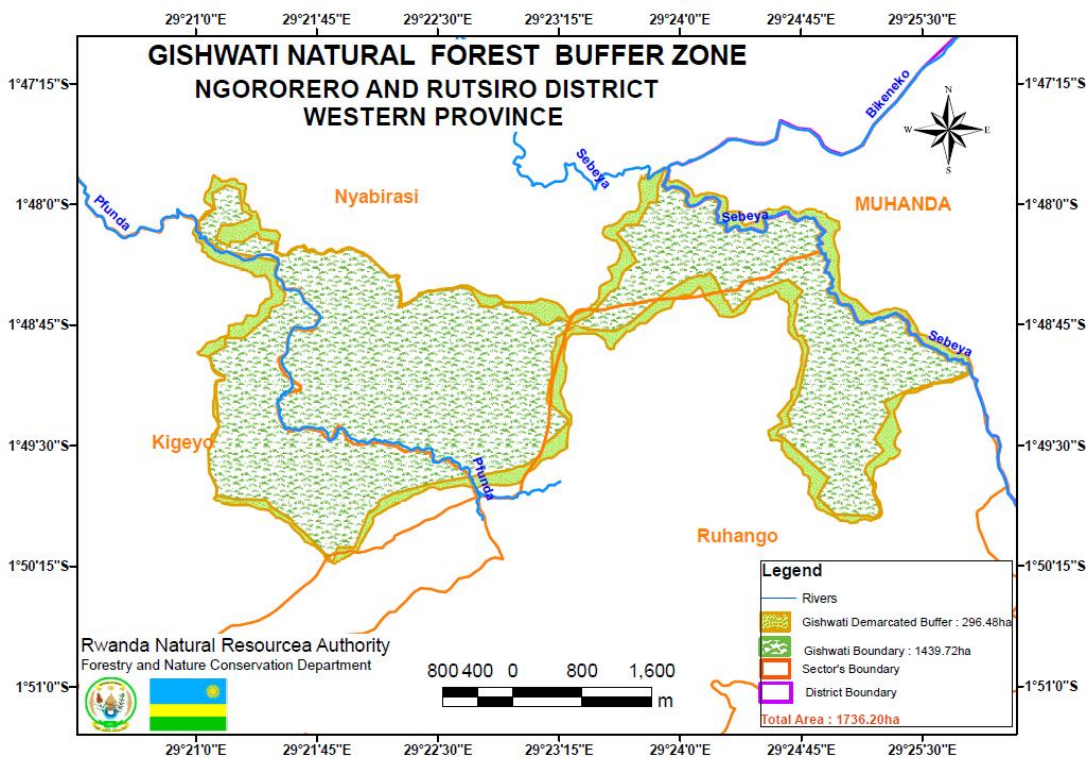 29°21'0"E 29°21'45"E 29°22'30"E 29°23'15"E 29°24'0"E 29°24'45"E 29°25'30"E
GISHWATI NATURAL FOREST BUFFER ZONE
NGORORERO AND RUTSIRO DISTRICT
WESTERN PROVINCE
1°47'15"S
1°47'15"S
Bikeneko
N
W
E
S
Sebeya
Nyabirasi
MUHANDA
1°48'0"S
1°48'0"S
Pfunda
Sebeya
1°48'45"S
1°48'45"S
Sebeya
Kigeyo
1°49'30"S
1°49'30"S
Pfunda
Ruhango
1°50'15"S
1°50'15"S
Legend
Rivers
Gishwati Demarcated Buffer : 296.48ha
Gishwati Boundary : 1439.72ha
Sector's Boundary
District Boundary
Total Area : 1736.20ha
Rwanda Natural Resourcea Authority
Forestry and Nature Conservation Department
800 400 0 800 1,600
m
1°51'0"S
1°51'0"S
29°21'0"E 29°21'45"E 29°22'30"E 29°23'15"E 29°24'0"E 29°24'45"E 29°25'30"E